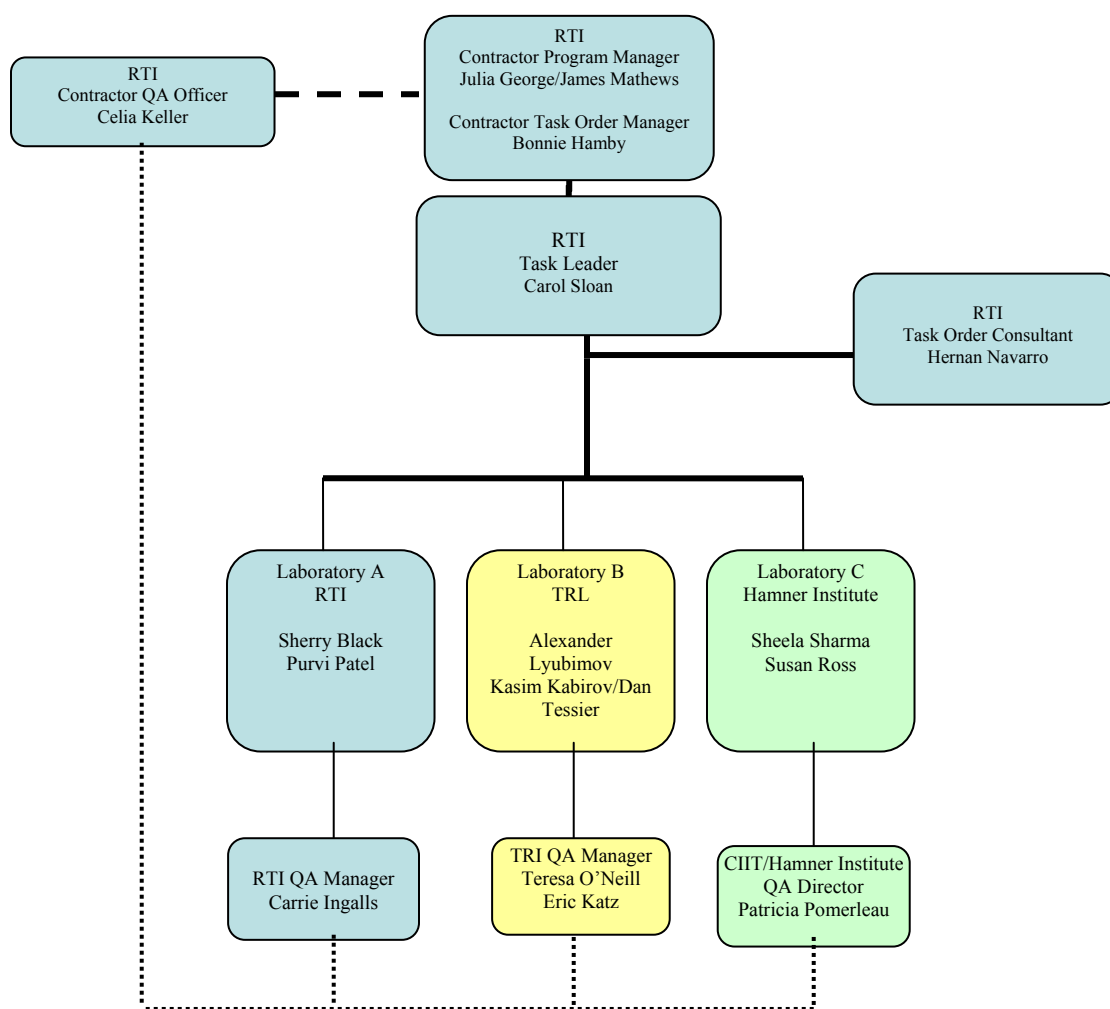 RTI
Contractor Program Manager
Julia George/James Mathews
Contractor Task Order Manager
Bonnie Hamby
RTI
Contractor QA Officer
Celia Keller
RTI
Task Leader
Carol Sloan
RTI
Task Order Consultant
Hernan Navarro
Laboratory A
RTI
Sherry Black
Purvi Patel
Laboratory B
TRL
Alexander
Lyubimov
Kasim Kabirov/Dan
Tessier
Laboratory C
Hamner Institute
Sheela Sharma
Susan Ross
RTI QA Manager
Carrie Ingalls
TRI QA Manager
Teresa O’Neill
Eric Katz
CIIT/Hamner Institute
QA Director
Patricia Pomerleau